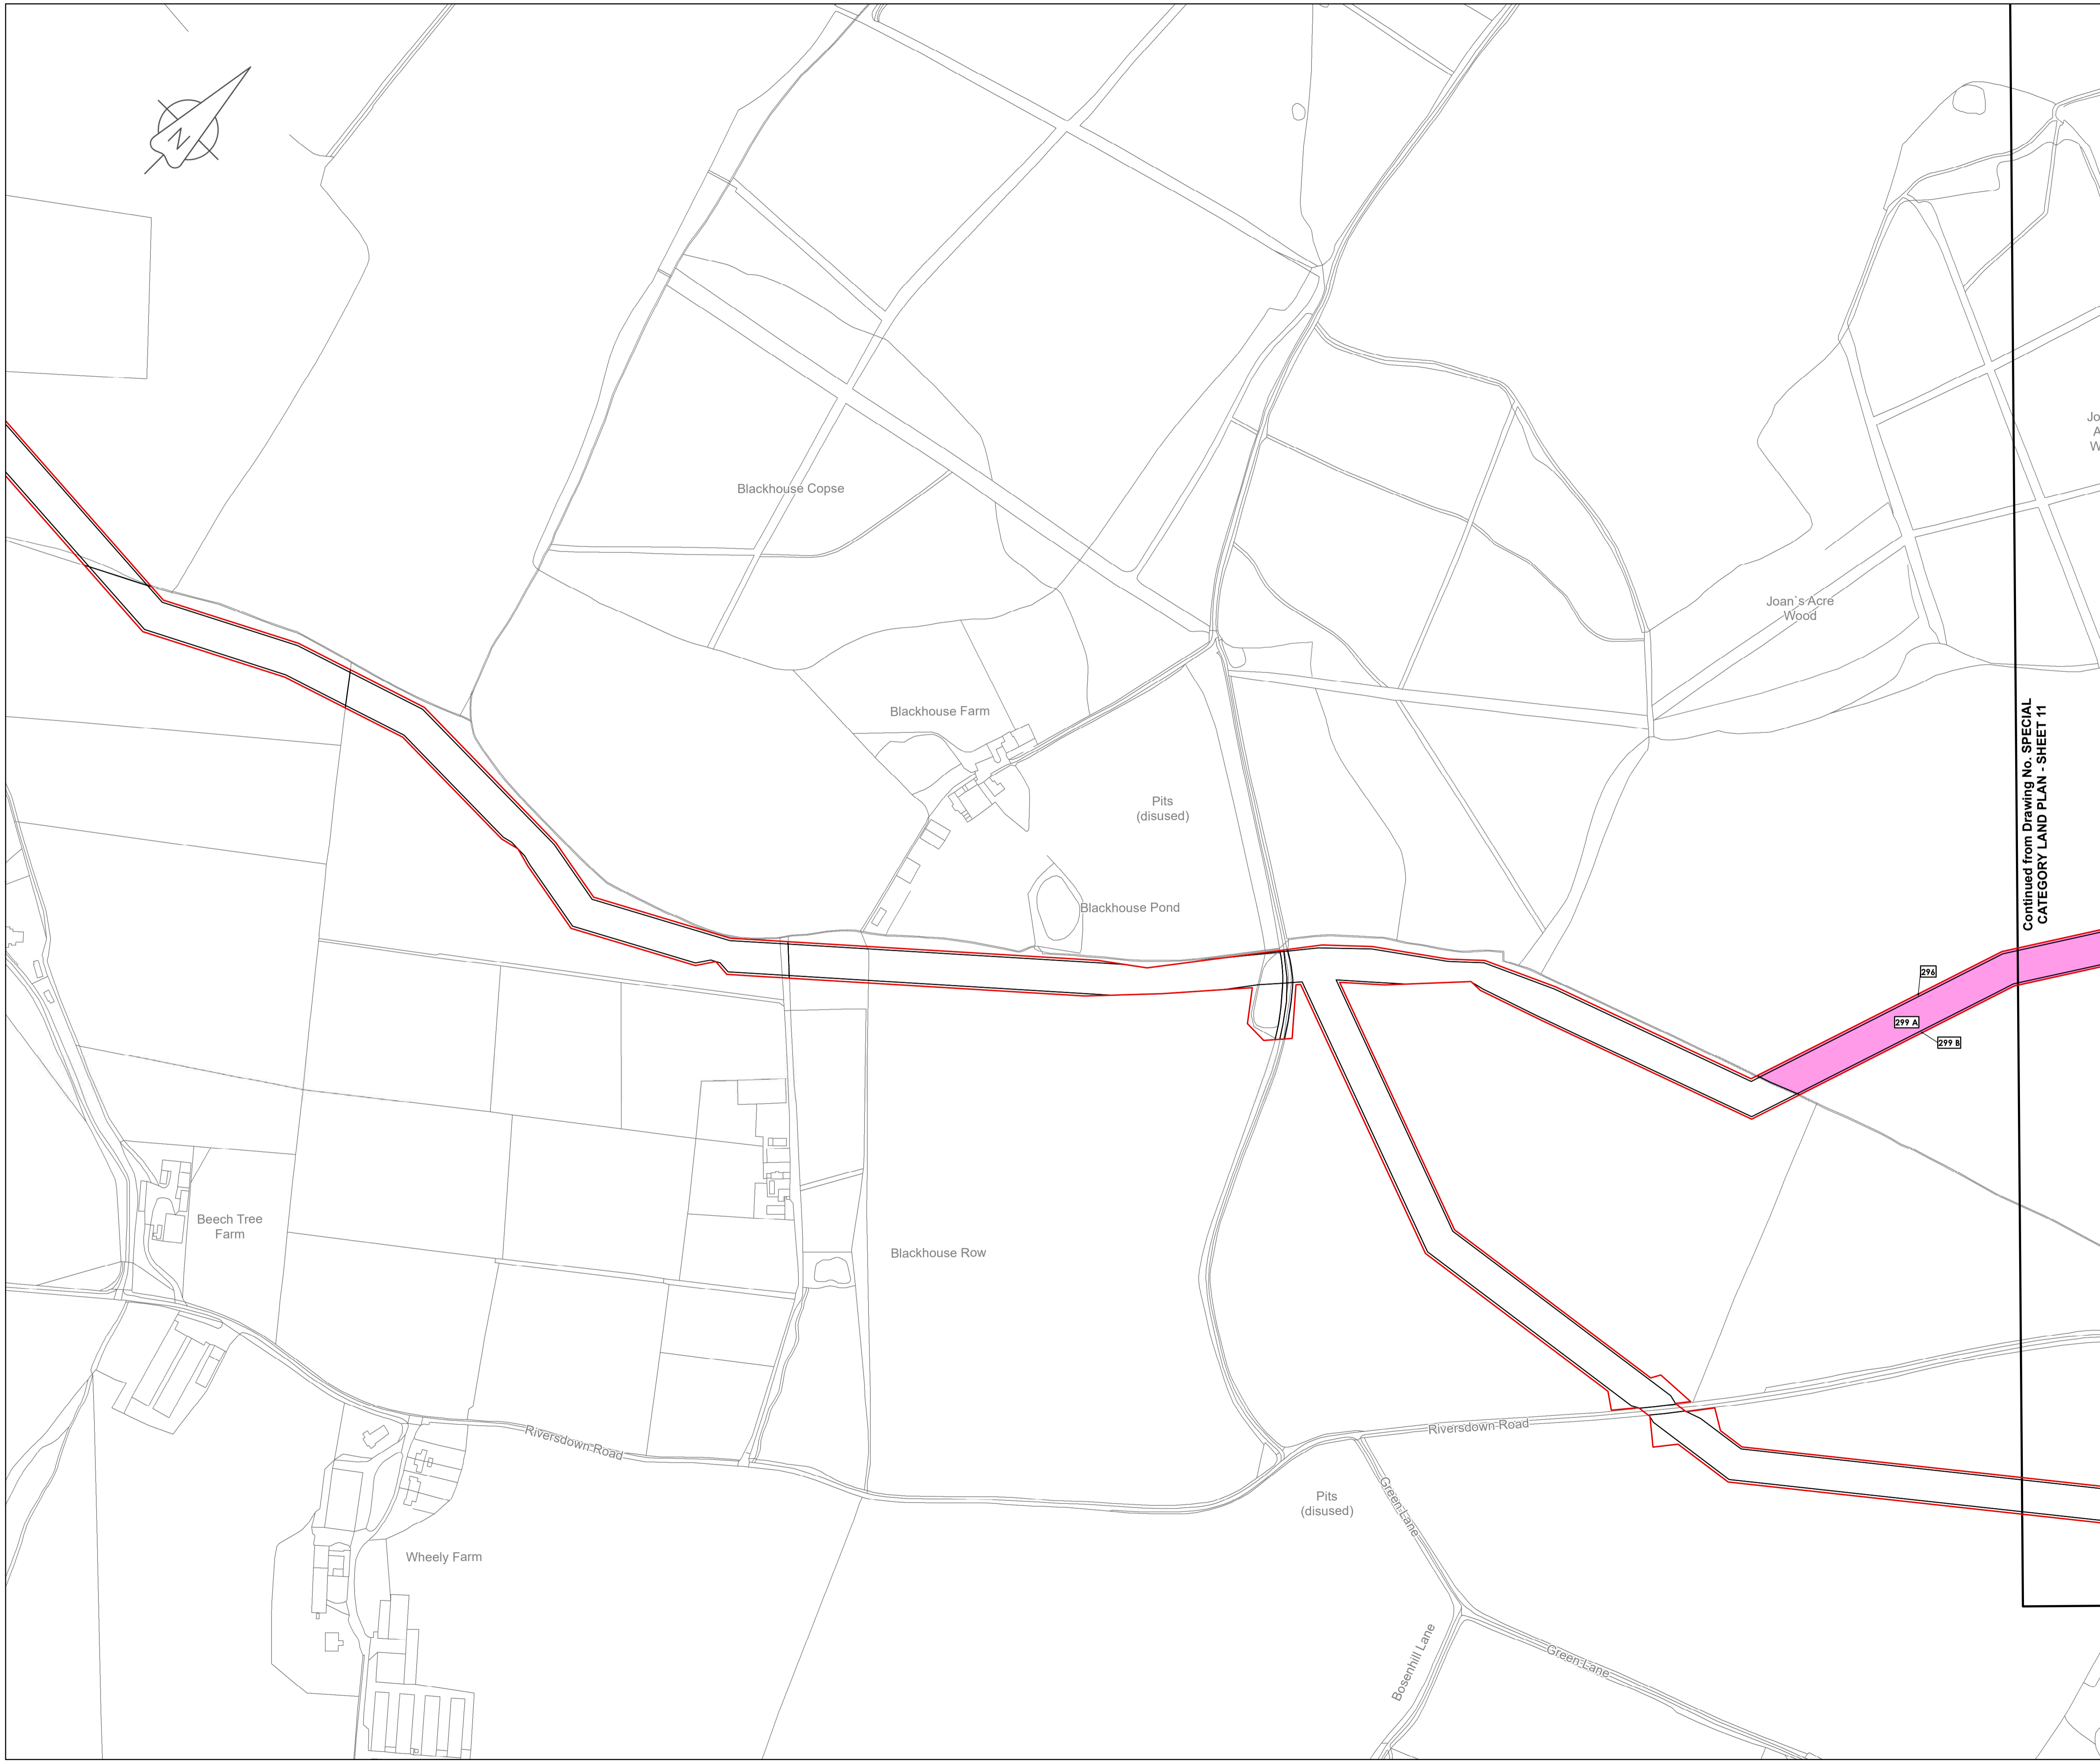 N
Jo
A
W
Blackhouse Copse
Joan`s Acre
Wood
Blackhouse Farm
Continued from Drawing No. SPECIAL
CATEGORY LAND PLAN - SHEET 11
Pits
(disused)
Blackhouse Pond
296
299 A
299 B
Beech Tree
Farm
Blackhouse Row
Riversdown Road
Riversdown Road
Pits
(disused)
Green Lane
Wheely Farm
Bosenhill Lane
Green Lane